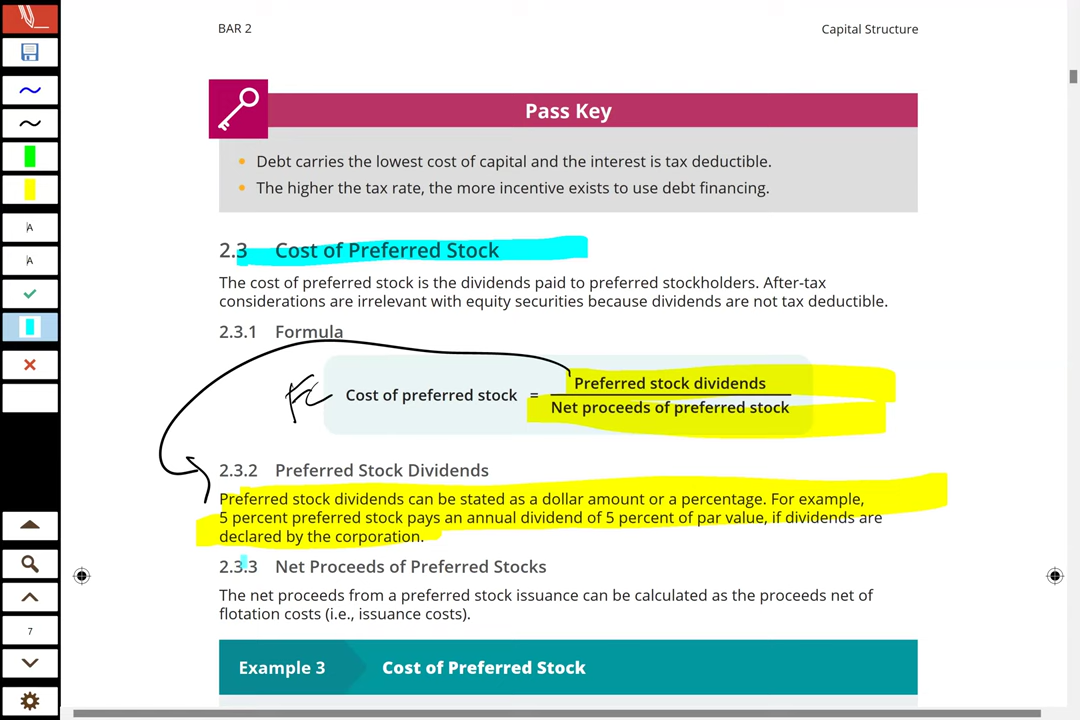 BAR 2
Capital Structure
Pass Key
• Debt carries the lowest cost of capital and the interest is tax deductible.
• The higher the tax rate, the more incentive exists to use debt financing.
2.3 Cost of Preferred Stock
The cost of preferred stock is the dividends paid to preferred stockholders. After-tax
considerations are irrelevant with equity securities because dividends are not tax deductible.
2.3.1 Formula
Cost of preferred stock = Preferred stock dividends
Net proceeds of preferred stock
2.3.2 Preferred Stock Dividends
Preferred stock dividends can be stated as a dollar amount or a percentage. For example,
5 percent preferred stock pays an annual dividend of 5 percent of par value, if dividends are
declared by the corporation.
2.3.3 Net Proceeds of Preferred Stocks
The net proceeds from a preferred stock issuance can be calculated as the proceeds net of
flotation costs (i.e., issuance costs).
Example 3 Cost of Preferred Stock
A
A
7